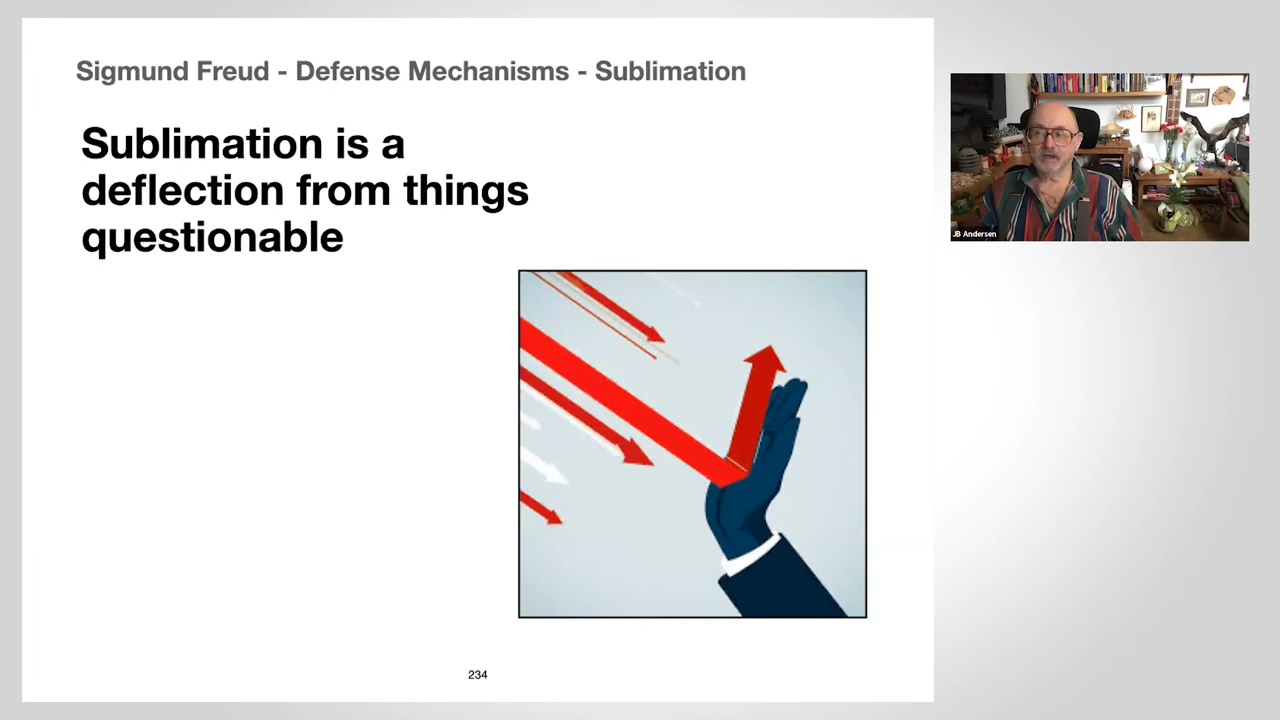 Sigmund Freud - Defense Mechanisms - Sublimation
Sublimation is a
deflection from things
questionable
JB Andersen
234